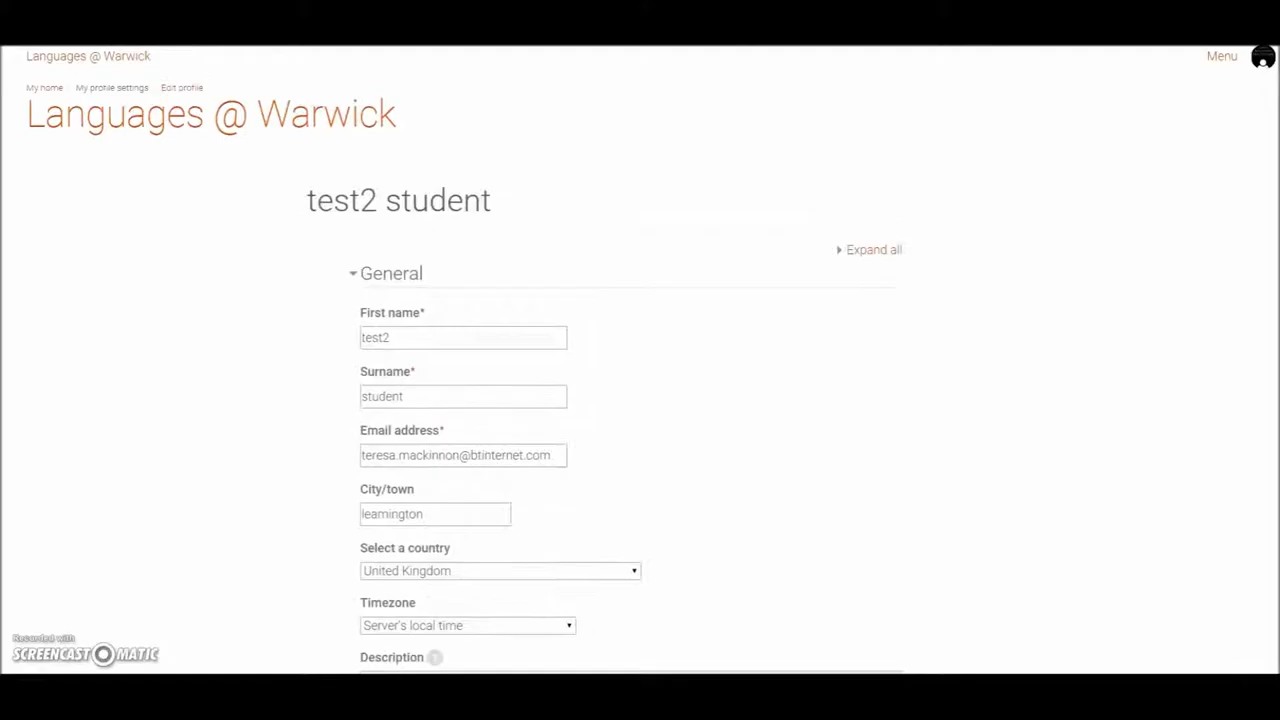 Languages @ Warwick
Menu
My home My profile settings Edit profile
Languages @ Warwick
test2 student
Expand all
General
First name*
test2
Surname*
student
Email address*
teresa.mackinnon@btinternet.com
City/town
leamington
Select a country
United Kingdom
Timezone
Server's local time
Description
Recorded with
SCREENCAST-O-MATIC